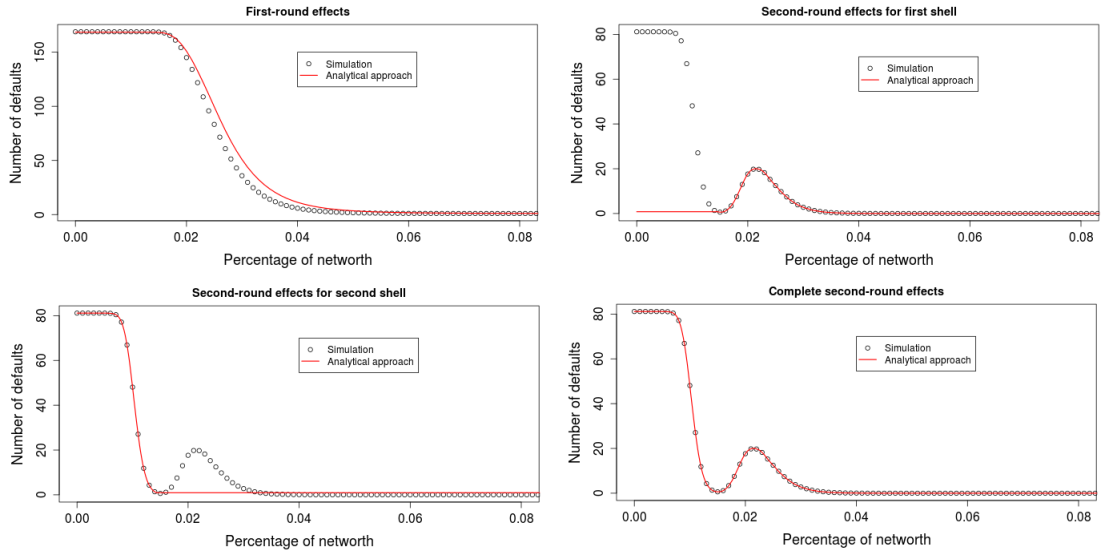 First-round effects
Number of defaults
150
100
50
0
Simulation
Analytical approach
0.00 0.02 0.04 0.06 0.08
Percentage of networth
Second-round effects for first shell
Number of defaults
80
60
40
20
0
Simulation
Analytical approach
0.00 0.02 0.04 0.06 0.08
Percentage of networth
Second-round effects for second shell
Number of defaults
80
60
40
20
0
Simulation
Analytical approach
0.00 0.02 0.04 0.06 0.08
Percentage of networth
Complete second-round effects
Number of defaults
80
60
40
20
0
Simulation
Analytical approach
0.00 0.02 0.04 0.06 0.08
Percentage of networth